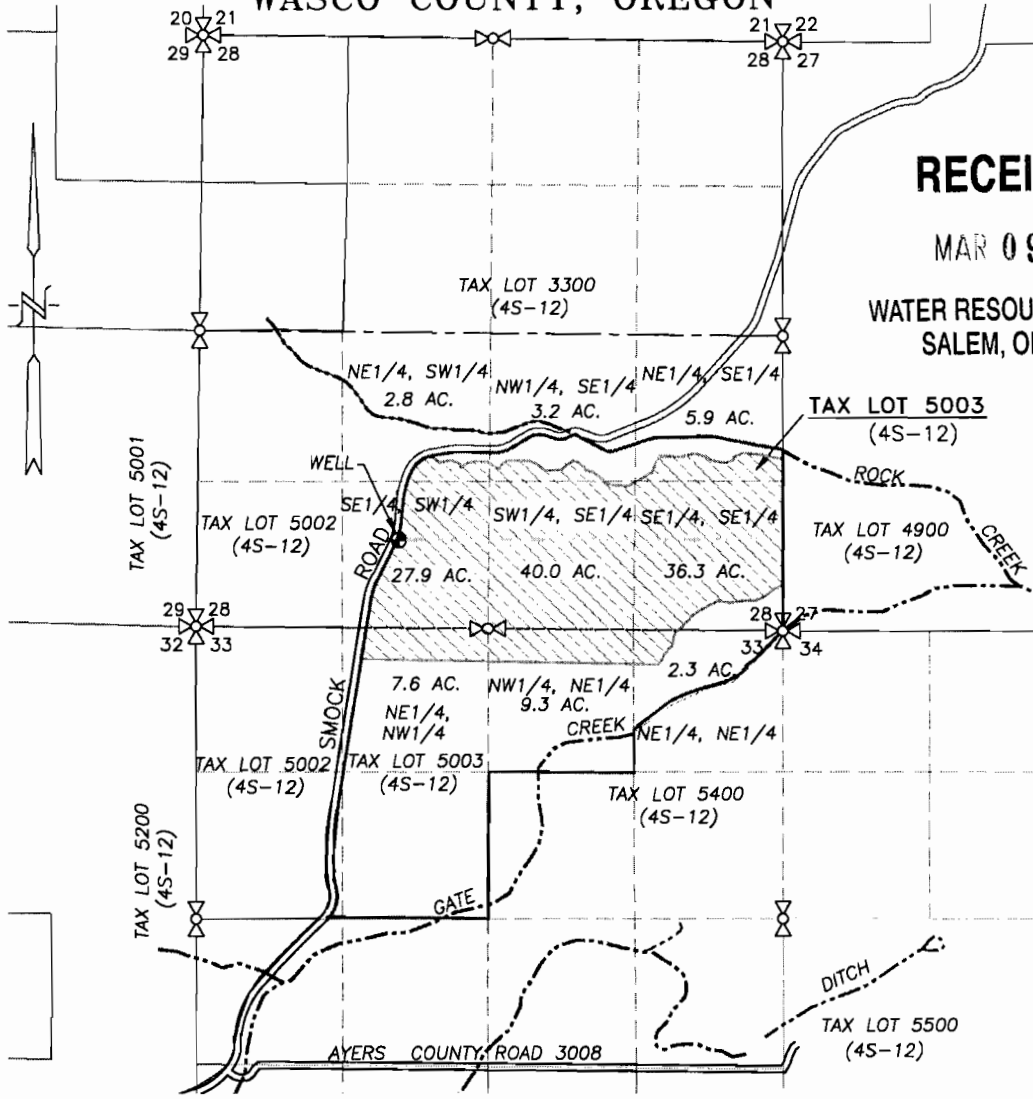 WASCO COUNTY, OREGON
20 21
29 28
21 22
28 27
RECEI
MAR 09
WATER RESOU
SALEM, O
TAX LOT 3300
(4S-12)
NE1/4, SW1/4
2.8 AC.
NW1/4, SE1/4
3.2 AC.
NE1/4, SE1/4
5.9 AC.
TAX LOT 5003
(4S-12)
N
WELL
ROCK
CREEK
TAX LOT 5001
(4S-12)
TAX LOT 5002
(4S-12)
SE1/4, SW1/4
SW1/4, SE1/4
SE1/4, SE1/4
TAX LOT 4900
(4S-12)
ROAD
27.9 AC.
40.0 AC.
36.3 AC.
29 28
32 33
28 27
33 34
SMOCK
7.6 AC.
NE1/4,
NW1/4
NW1/4, NE1/4
9.3 AC.
2.3 AC.
NE1/4, NE1/4
CREEK
TAX LOT 5002
(4S-12)
TAX LOT 5003
(4S-12)
TAX LOT 5400
(4S-12)
TAX LOT 5200
(4S-12)
GATE
DITCH
TAX LOT 5500
(4S-12)
AYERS COUNTY ROAD 3008